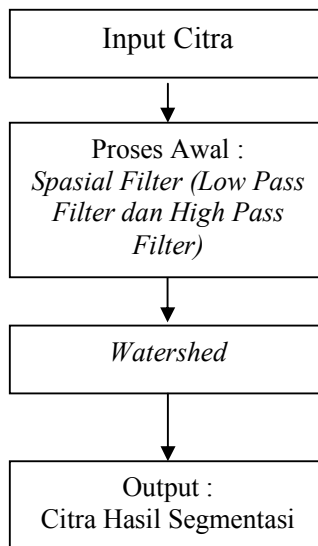 Input Citra
Proses Awal :
Spasial Filter (Low Pass
Filter dan High Pass
Filter)
Watershed
Output :
Citra Hasil Segmentasi